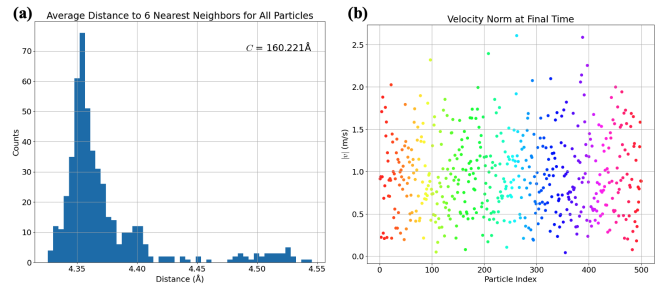 (a)
Average Distance to 6 Nearest Neighbors for All Particles
C = 160.221Å
Counts
70
60
50
40
30
20
10
0
4.35
4.40
4.45
4.50
4.55
Distance (Å)
(b)
Velocity Norm at Final Time
|v| (m/s)
2.5
2.0
1.5
1.0
0.5
0.0
0
100
200
300
400
500
Particle Index